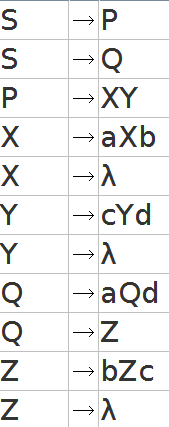 S → P
S → Q
P → XY
X → aXb
X → λ
Y → cYd
Y → λ
Q → aQd
Q → Z
Z → bZc
Z → λ